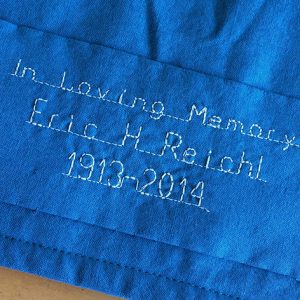 In Loving Memory
Eric H Reichl
1913-2014